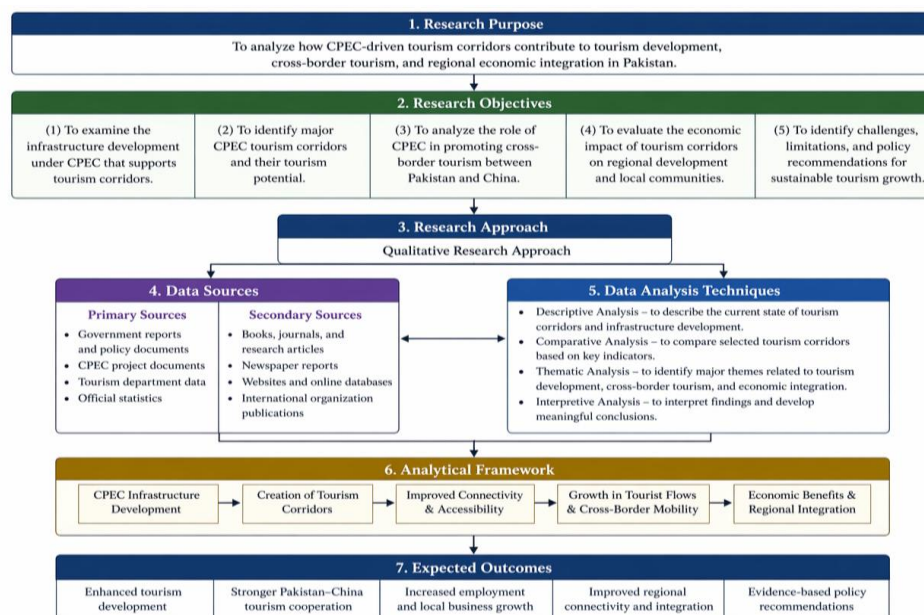 1. Research Purpose
To analyze how CPEC-driven tourism corridors contribute to tourism development,
cross-border tourism, and regional economic integration in Pakistan.
2. Research Objectives
(1) To examine the
infrastructure development
under CPEC that supports
tourism corridors.
(2) To identify major
CPEC tourism corridors
and their tourism
potential.
(3) To analyze the role of
CPEC in promoting cross-
border tourism between
Pakistan and China.
(4) To evaluate the economic
impact of tourism corridors
on regional development
and local communities.
(5) To identify challenges,
limitations, and policy
recommendations for
sustainable tourism growth.
3. Research Approach
Qualitative Research Approach
4. Data Sources
Primary Sources
• Government reports
and policy documents
• CPEC project documents
• Tourism department data
• Official statistics
Secondary Sources
• Books, journals, and
research articles
• Newspaper reports
• Websites and online databases
• International organization
publications
5. Data Analysis Techniques
• Descriptive Analysis – to describe the current state of tourism
corridors and infrastructure development.
• Comparative Analysis – to compare selected tourism corridors
based on key indicators.
• Thematic Analysis – to identify major themes related to tourism
development, cross-border tourism, and economic integration.
• Interpretive Analysis – to interpret findings and develop
meaningful conclusions.
6. Analytical Framework
CPEC Infrastructure
Development
Creation of Tourism
Corridors
Improved Connectivity
& Accessibility
Growth in Tourist Flows
& Cross-Border Mobility
Economic Benefits &
Regional Integration
7. Expected Outcomes
Enhanced tourism
development
Stronger Pakistan–China
tourism cooperation
Increased employment
and local business growth
Improved regional
connectivity and integration
Evidence-based policy
recommendations